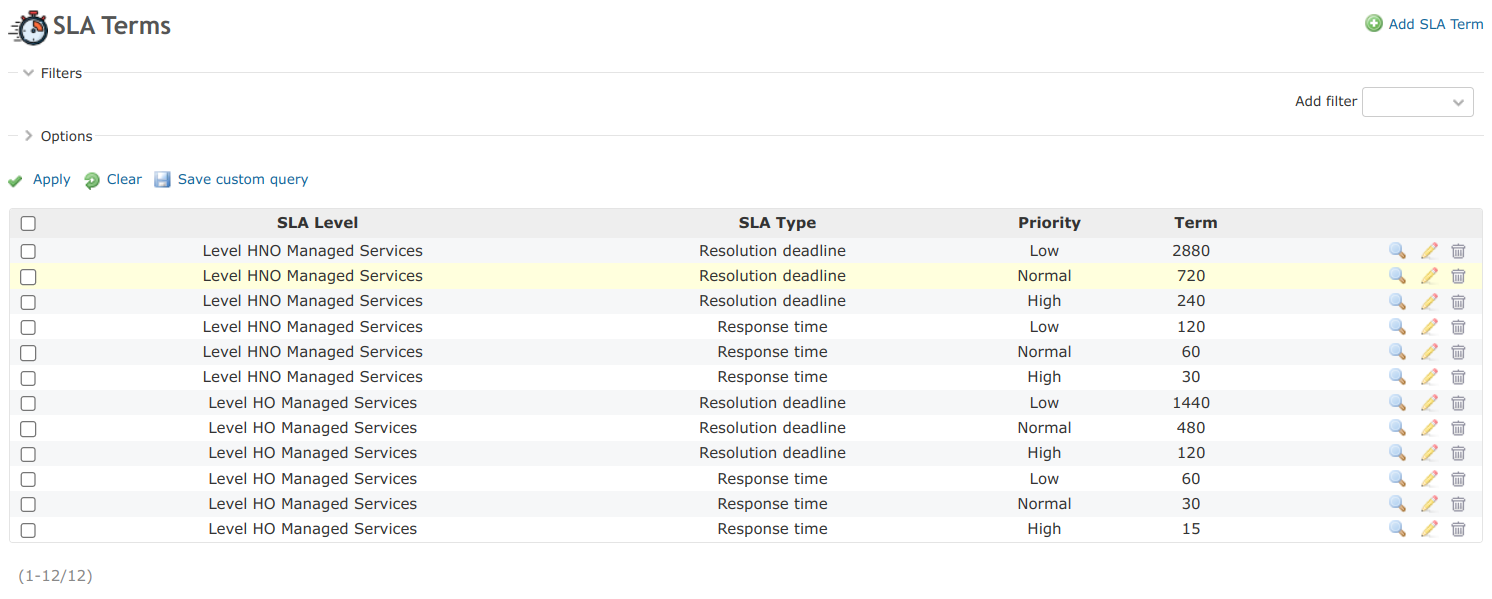 SLA Terms
Add SLA Term
Filters
Add filter
Options
Apply Clear Save custom query
SLA Level SLA Type Priority Term
Level HNO Managed Services Resolution deadline Low 2880
Level HNO Managed Services Resolution deadline Normal 720
Level HNO Managed Services Resolution deadline High 240
Level HNO Managed Services Response time Low 120
Level HNO Managed Services Response time Normal 60
Level HNO Managed Services Response time High 30
Level HO Managed Services Resolution deadline Low 1440
Level HO Managed Services Resolution deadline Normal 480
Level HO Managed Services Resolution deadline High 120
Level HO Managed Services Response time Low 60
Level HO Managed Services Response time Normal 30
Level HO Managed Services Response time High 15
(1-12/12)